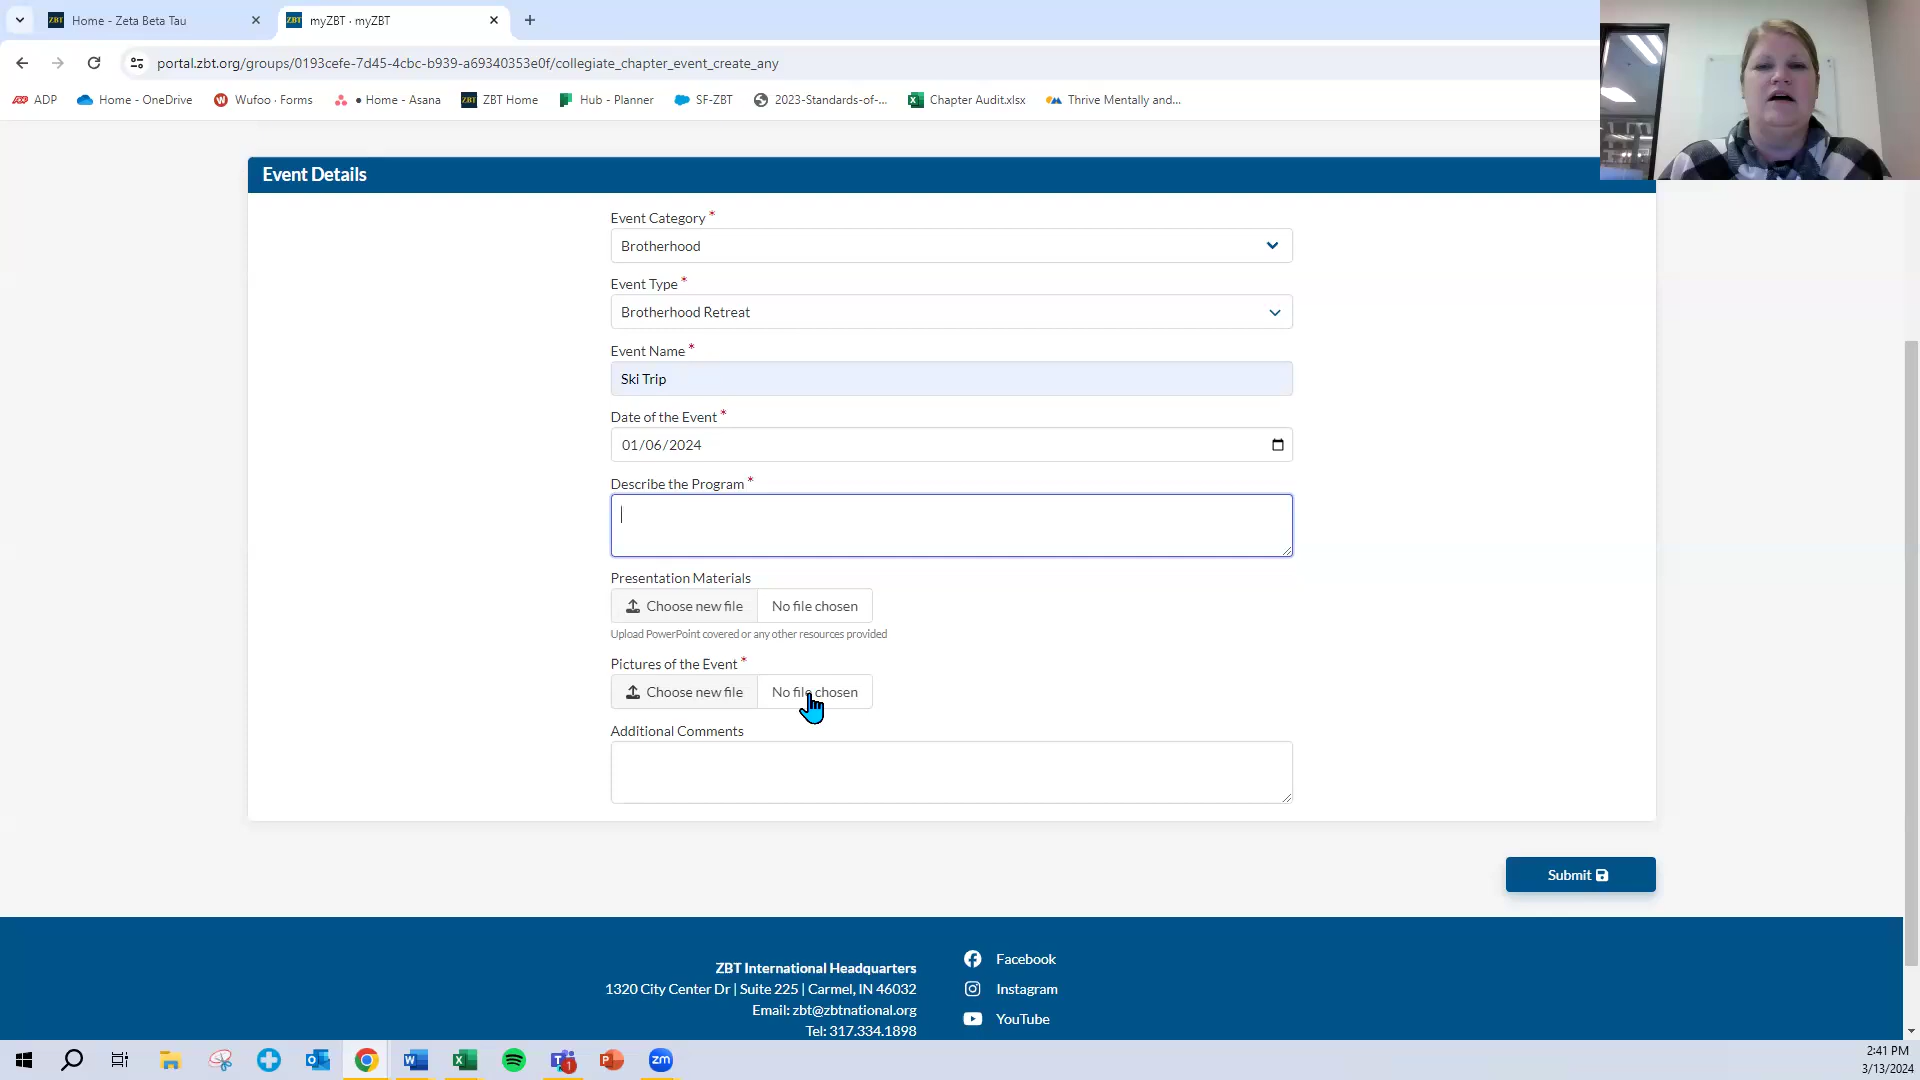 ZBT Home - Zeta Beta Tau
ZBT myZBT · myZBT
portal.zbt.org/groups/0193cefe-7d45-4cbc-b939-a69340353e0f/collegiate_chapter_event_create_any
ADP Home - OneDrive Wufoo · Forms • Home - Asana ZBT ZBT Home Hub - Planner SF-ZBT 2023-Standards-of-... Chapter Audit.xlsx Thrive Mentally and...
Event Details
Event Category *
Brotherhood
Event Type *
Brotherhood Retreat
Event Name *
Ski Trip
Date of the Event *
01/06/2024
Describe the Program *
Presentation Materials
Choose new file No file chosen
Upload PowerPoint covered or any other resources provided
Pictures of the Event *
Choose new file No file chosen
Additional Comments
Submit
ZBT International Headquarters
1320 City Center Dr | Suite 225 | Carmel, IN 46032
Email: zbt@zbtnational.org
Tel: 317.334.1898
Facebook
Instagram
YouTube
zm
2:41 PM
3/13/2024